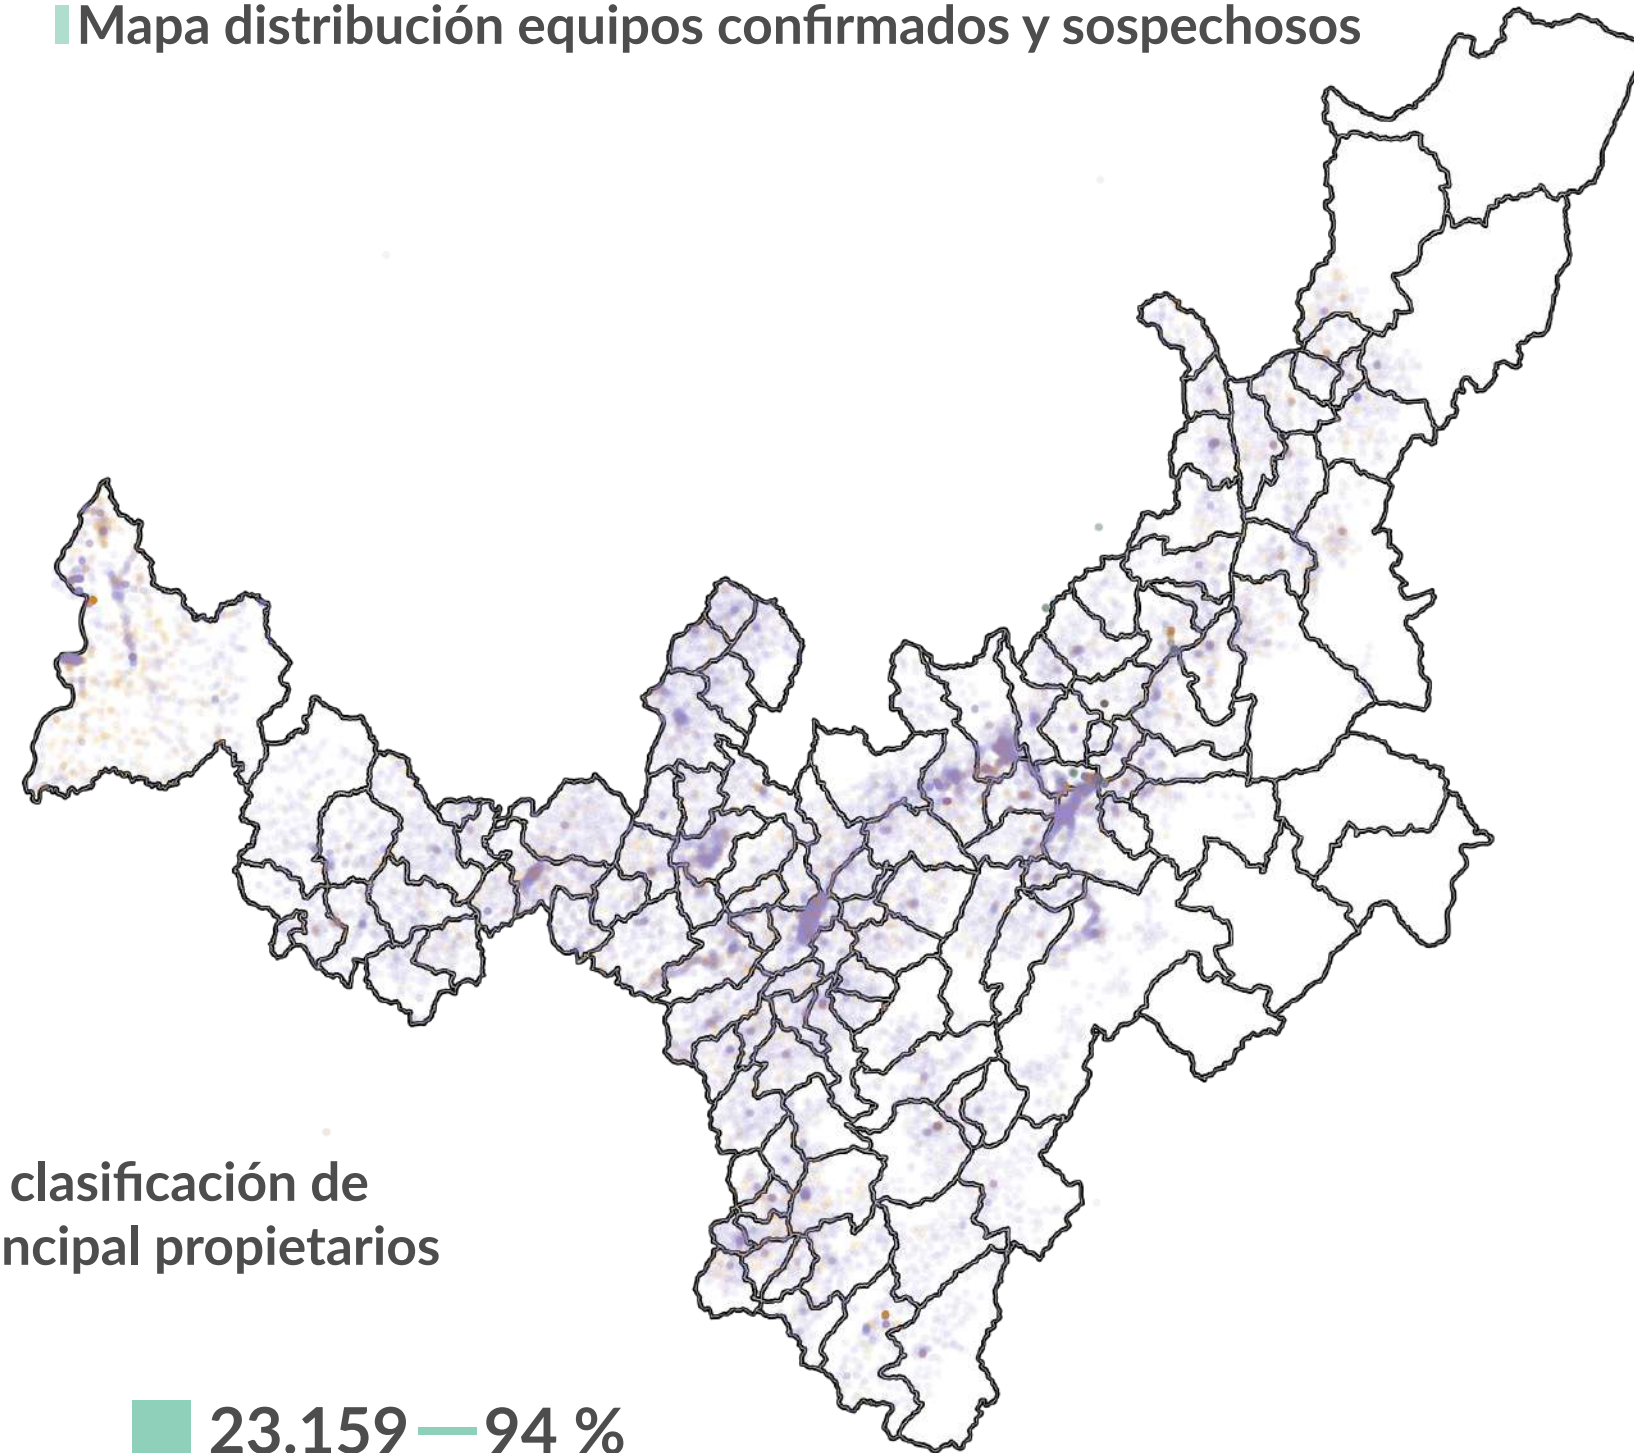 Mapa distribución equipos confirmados y sospechosos
clasificación de
ncipal propietarios
23.159 — 94 %